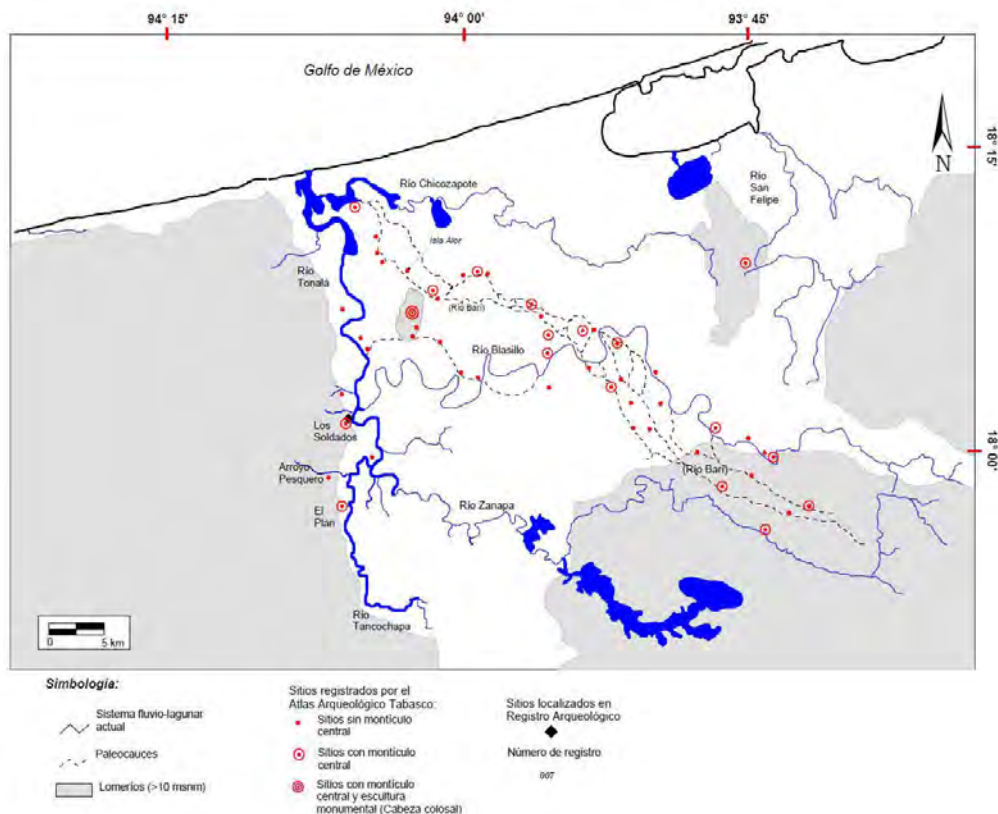 94° 15'
94° 00'
93° 45'
Golfo de México
18° 15'
N
Río Chicozapote
Río
San
Felipe
Isla Alor
Río
Tonalá
(Río Barí)
Río Blasillo
Los
Soldados
18° 00'
Arroyo
Pesquero
(Río Barí)
El
Plan
Río Zanapa
Río
Tancochapa
0 5 km
Simbología:
Sistema fluvio-lagunar
actual
Paleocauces
Lomeríos (>10 msnm)
Sitios registrados por el
Atlas Arqueológico Tabasco:
Sitios sin montículo
central
Sitios con montículo
central
Sitios con montículo
central y escultura
monumental (Cabeza colosal)
Sitios localizados en
Registro Arqueológico
Número de registro
007